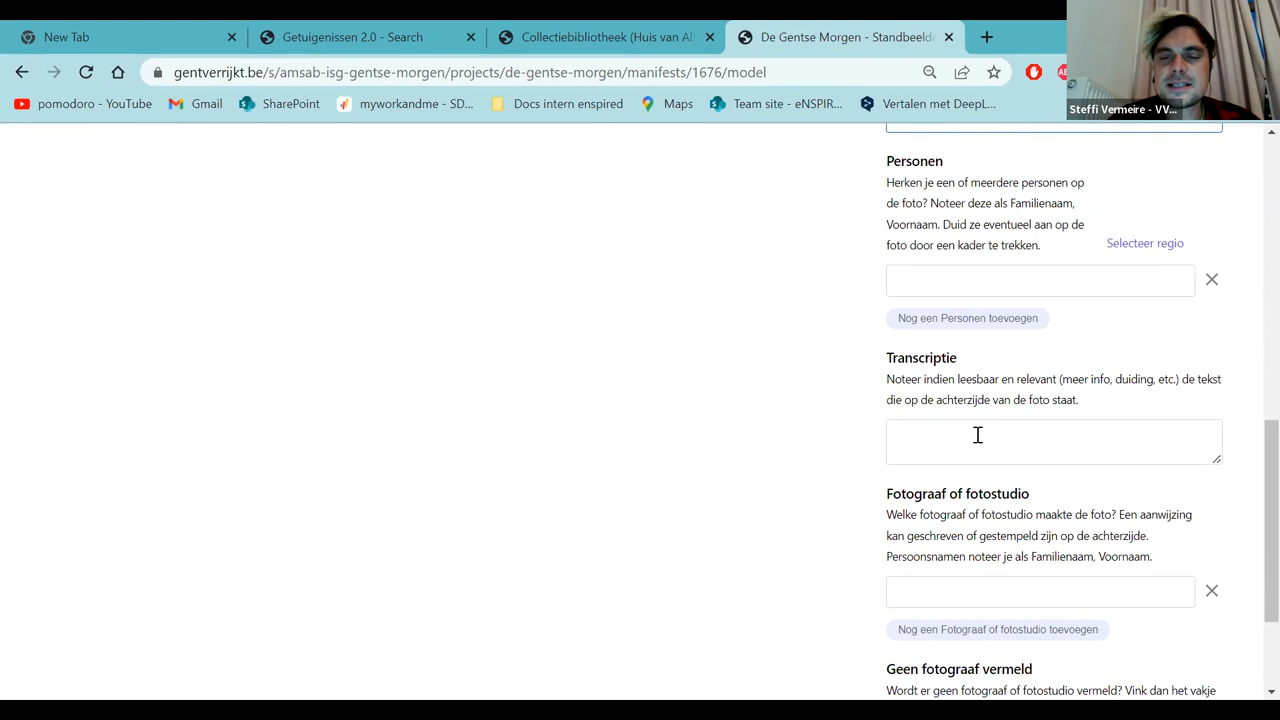 New Tab
Getuigenissen 2.0 - Search
Collectiebibliotheek (Huis van Al
De Gentse Morgen - Standbeelde
gentverrijkt.be/s/amsab-isg-gentse-morgen/projects/de-gentse-morgen/manifests/1676/model
pomodoro - YouTube
Gmail
SharePoint
myworkandme - SD...
Docs intern enspired
Maps
Team site - eNSPIR...
Vertalen met DeepL...
Steffi Vermeire - VV...
Personen
Herken je een of meerdere personen op
de foto? Noteer deze als Familienaam,
Voornaam. Duid ze eventueel aan op de
foto door een kader te trekken.
Selecteer regio
Nog een Personen toevoegen
Transcriptie
Noteer indien leesbaar en relevant (meer info, duiding, etc.) de tekst
die op de achterzijde van de foto staat.
Fotograaf of fotostudio
Welke fotograaf of fotostudio maakte de foto? Een aanwijzing
kan geschreven of gestempeld zijn op de achterzijde.
Persoonsnamen noteer je als Familienaam, Voornaam.
Nog een Fotograaf of fotostudio toevoegen
Geen fotograaf vermeld
Wordt er geen fotograaf of fotostudio vermeld? Vink dan het vakje